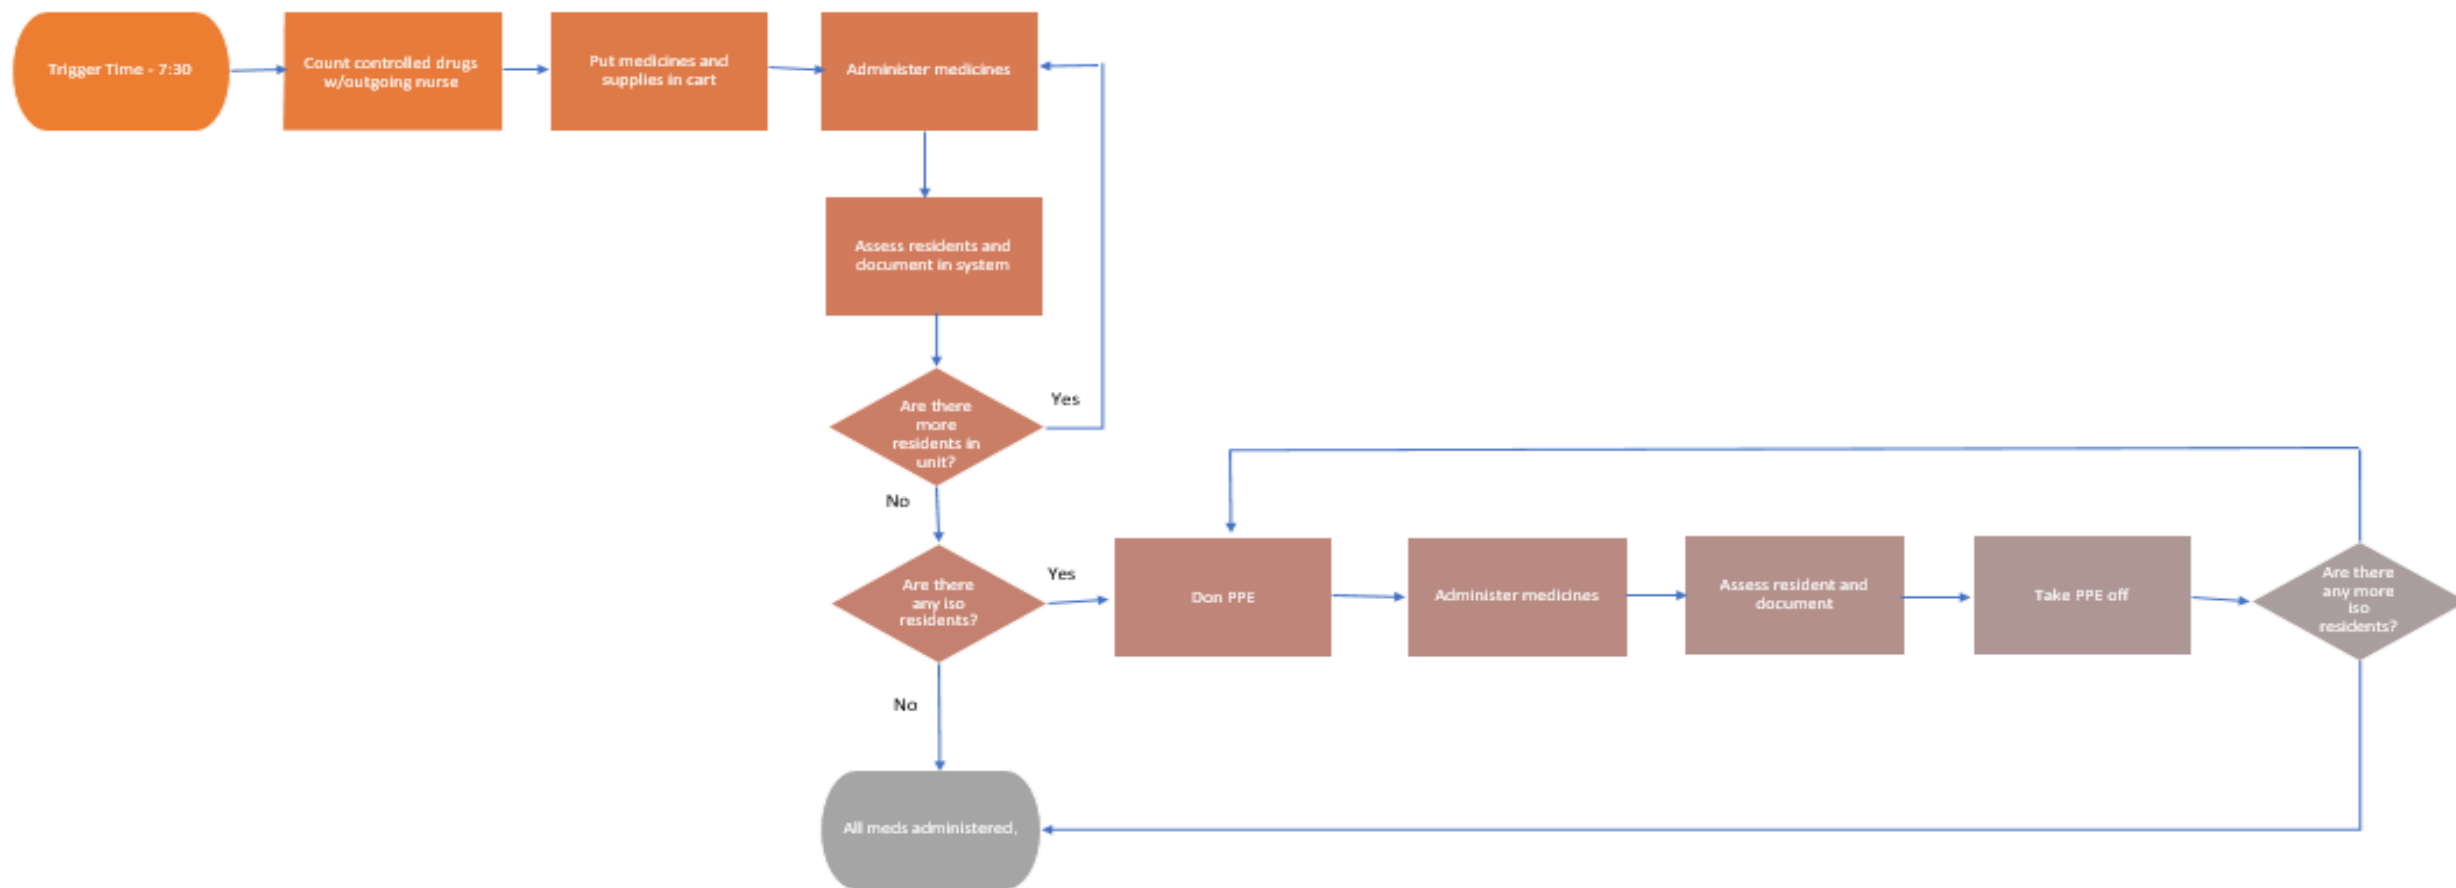 Trigger Time - 7:30
Count controlled drugs
w/outgoing nurse
Put medicines and
supplies in cart
Administer medicines
Assess residents and
document in system
Are there
more
residents in
unit?
Yes
No
Are there
any iso
residents?
Yes
Don PPE
Administer medicines
Assess resident and
document
Take PPE off
Are there
any more
iso
residents?
No
All meds administered,